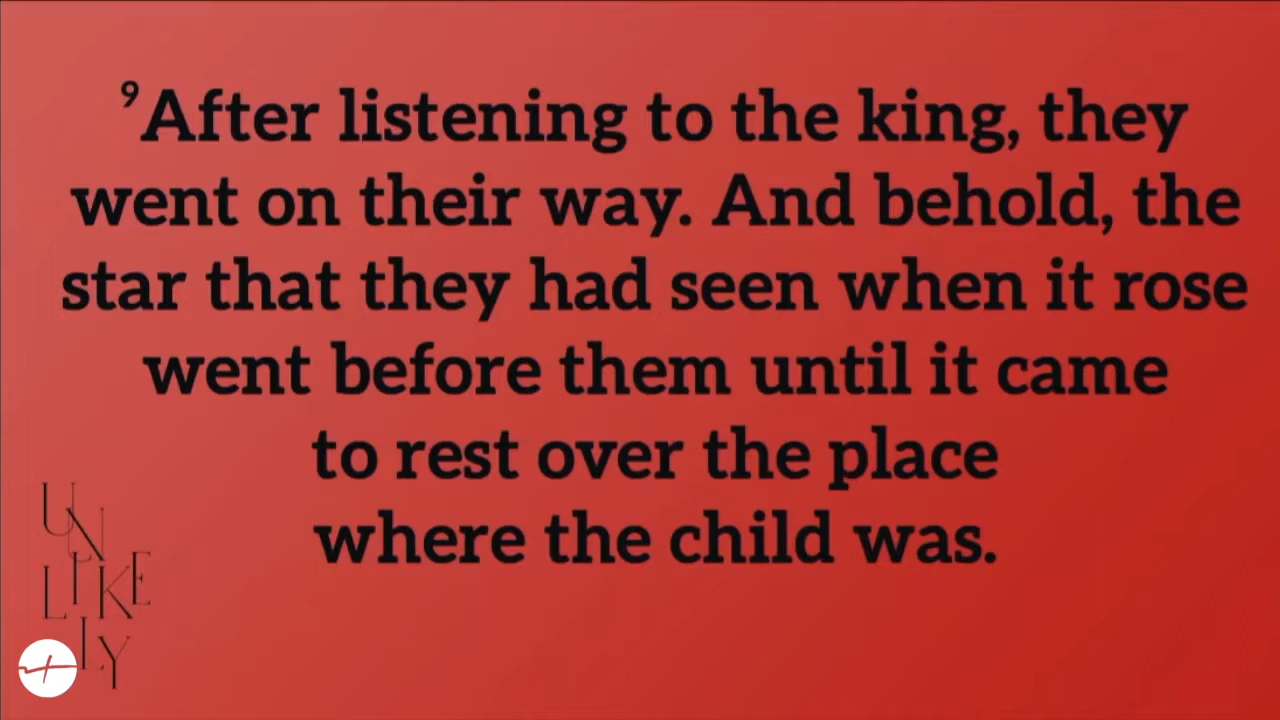 ⁹After listening to the king, they
went on their way. And behold, the
star that they had seen when it rose
went before them until it came
to rest over the place
where the child was.
UN
LIKE
LY